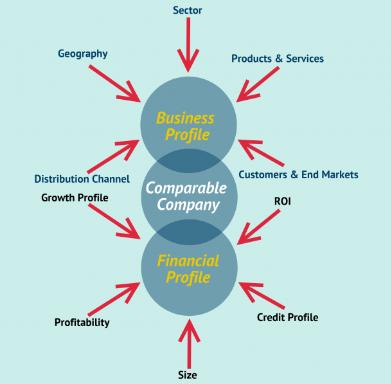 Sector
Geography
Products & Services
Business
Profile
Distribution Channel
Customers & End Markets
Growth Profile
Comparable
Company
ROI
Financial
Profile
Profitability
Credit Profile
Size